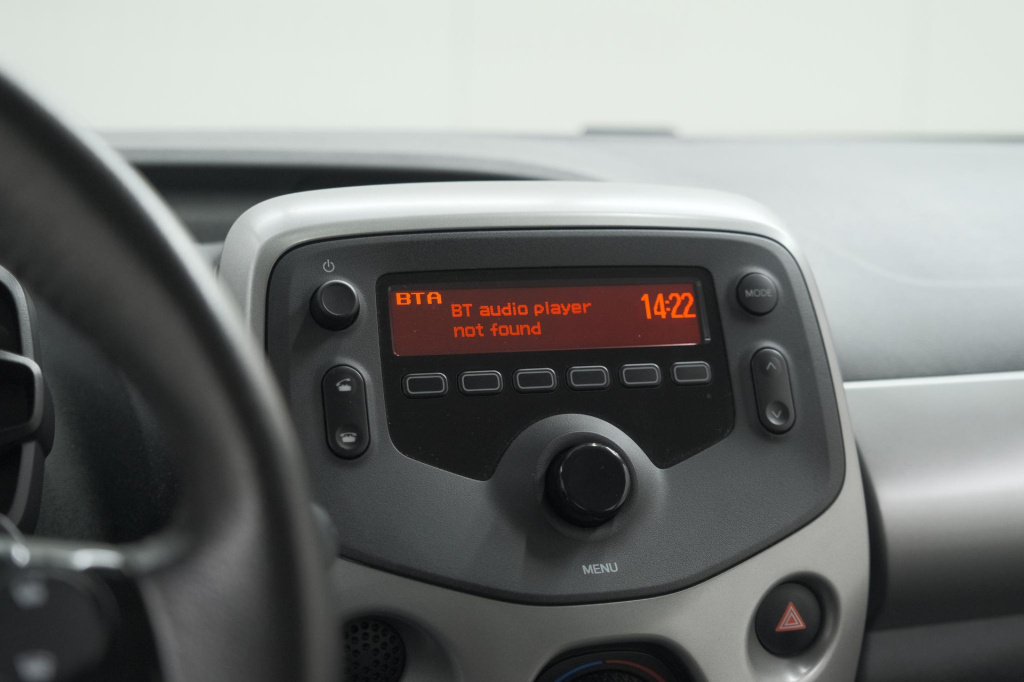 BTA
BT audio player
not found
14:22
MODE
MENU